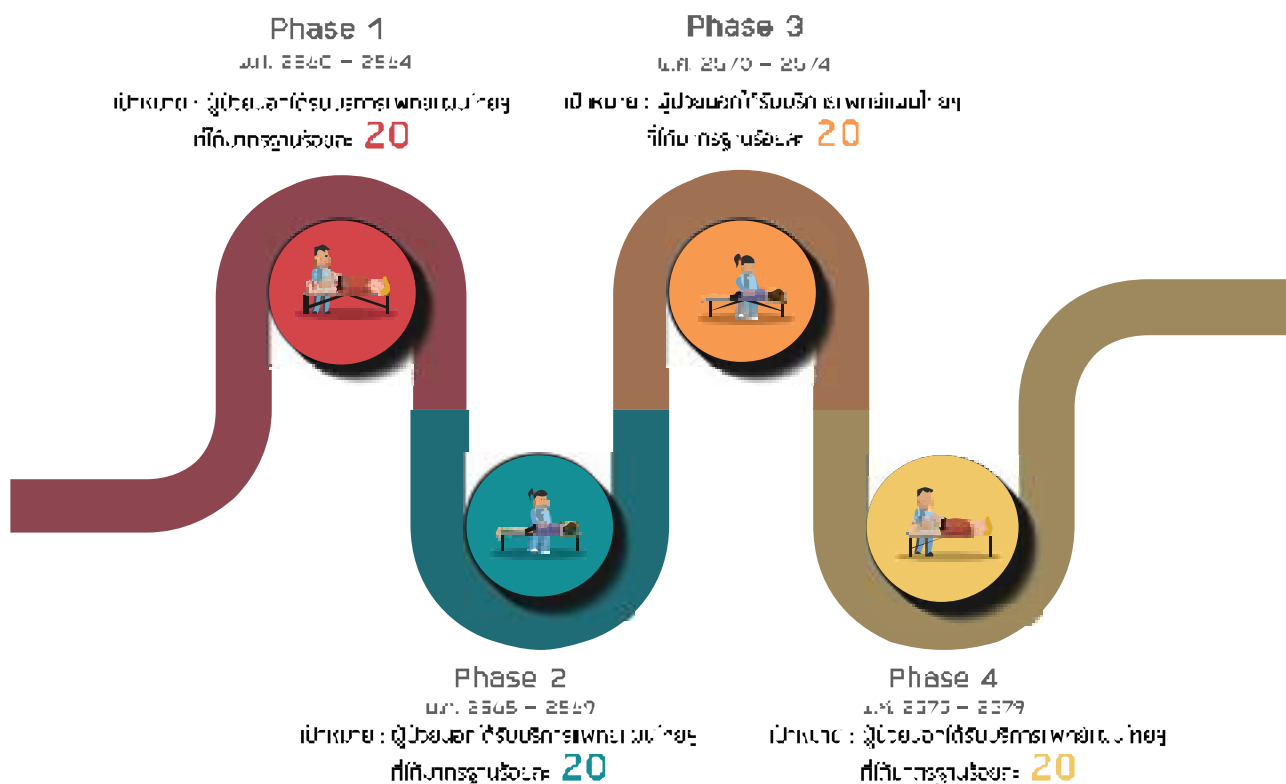 Phase 1
พ.ศ. 2560 – 2564
เป้าหมาย : ผู้ป่วยนอกได้รับบริการแพทย์แผนไทยฯ
ที่ได้มาตรฐานร้อยละ 20
Phase 3
พ.ศ. 2570 – 2574
เป้าหมาย : ผู้ป่วยนอกได้รับบริการแพทย์แผนไทยฯ
ที่ได้มาตรฐานร้อยละ 20
Phase 2
พ.ศ. 2565 – 2569
เป้าหมาย : ผู้ป่วยนอกได้รับบริการแพทย์แผนไทยฯ
ที่ได้มาตรฐานร้อยละ 20
Phase 4
พ.ศ. 2575 – 2579
เป้าหมาย : ผู้ป่วยนอกได้รับบริการแพทย์แผนไทยฯ
ที่ได้มาตรฐานร้อยละ 20